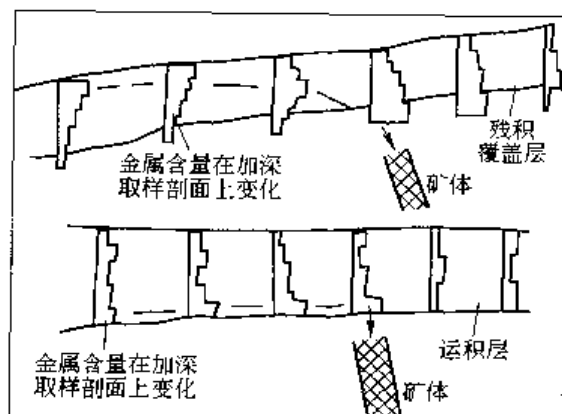 残积
覆盖层
金属含量在加深
取样剖面上变化
矿体
运积层
金属含量在加深
取样剖面上变化
矿体